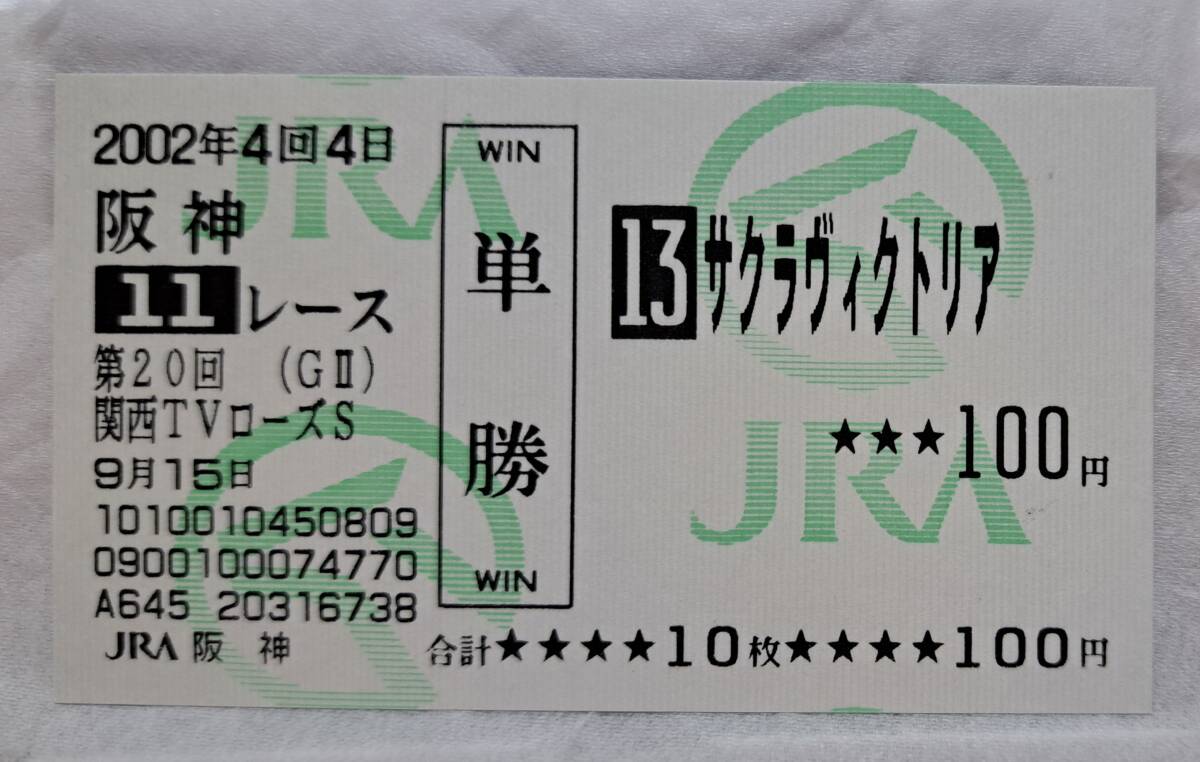 2002年4回4日
阪神
11レース
第20回 (GⅡ)
関西TVローズS
9月15日
1010010450809
0900100074770
A645 20316738
JRA 阪神
WIN
単勝
WIN
13 サクラヴィクトリア
★★★100円
合計★★★★10枚★★★★100円
JRA
JRA